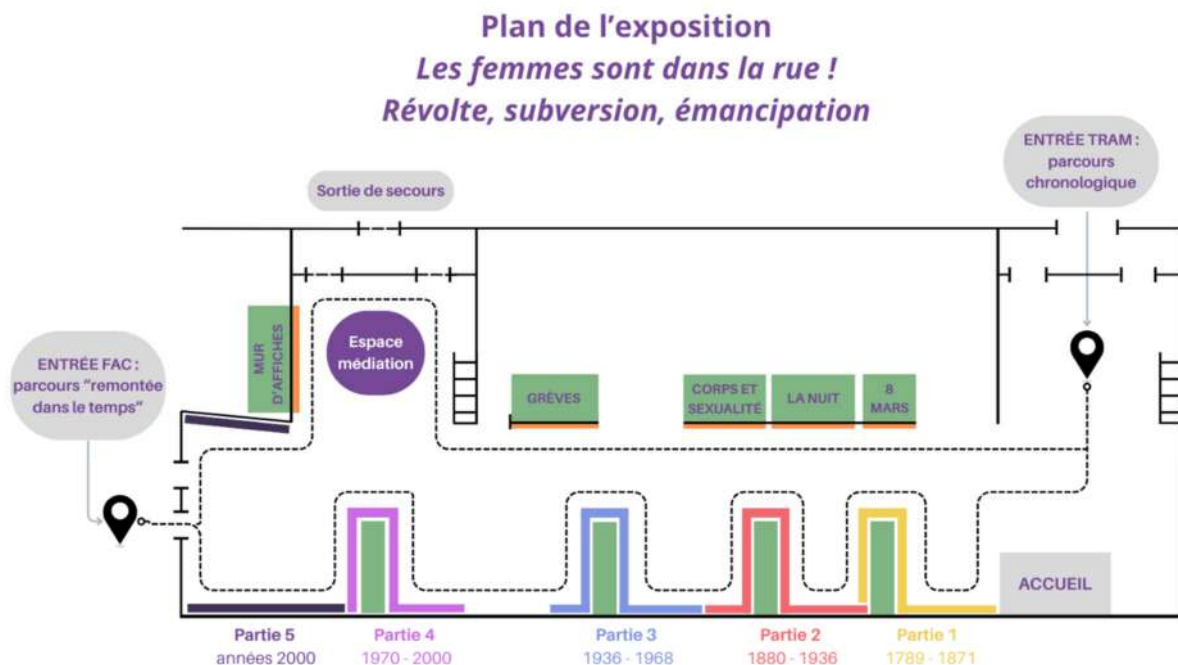 Plan de l’exposition
Les femmes sont dans la rue !
Révolte, subversion, émancipation
ENTRÉE TRAM :
parcours
chronologique
Sortie de secours
ENTRÉE FAC :
parcours “remontée
dans le temps”
MUR
D’AFFICHES
Espace
médiation
GRÈVES
CORPS ET
SEXUALITÉ
LA NUIT
8
MARS
ACCUEIL
Partie 5
années 2000
Partie 4
1970 - 2000
Partie 3
1936 - 1968
Partie 2
1880 - 1936
Partie 1
1789 - 1871